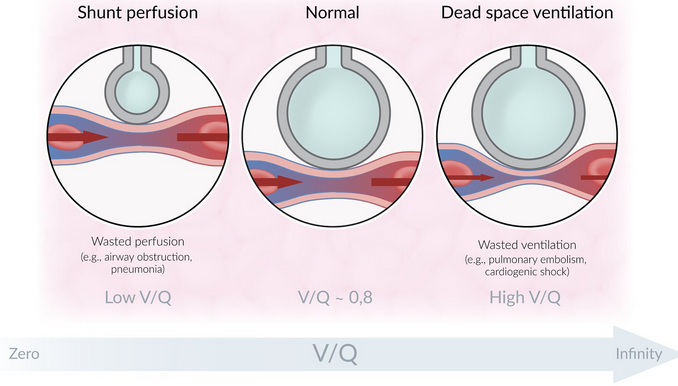 Shunt perfusion
Normal
Dead space ventilation
Wasted perfusion
(e.g., airway obstruction,
pneumonia)
Wasted ventilation
(e.g., pulmonary embolism,
cardiogenic shock)
Low V/Q
V/Q ~ 0,8
High V/Q
Zero
V/Q
Infinity